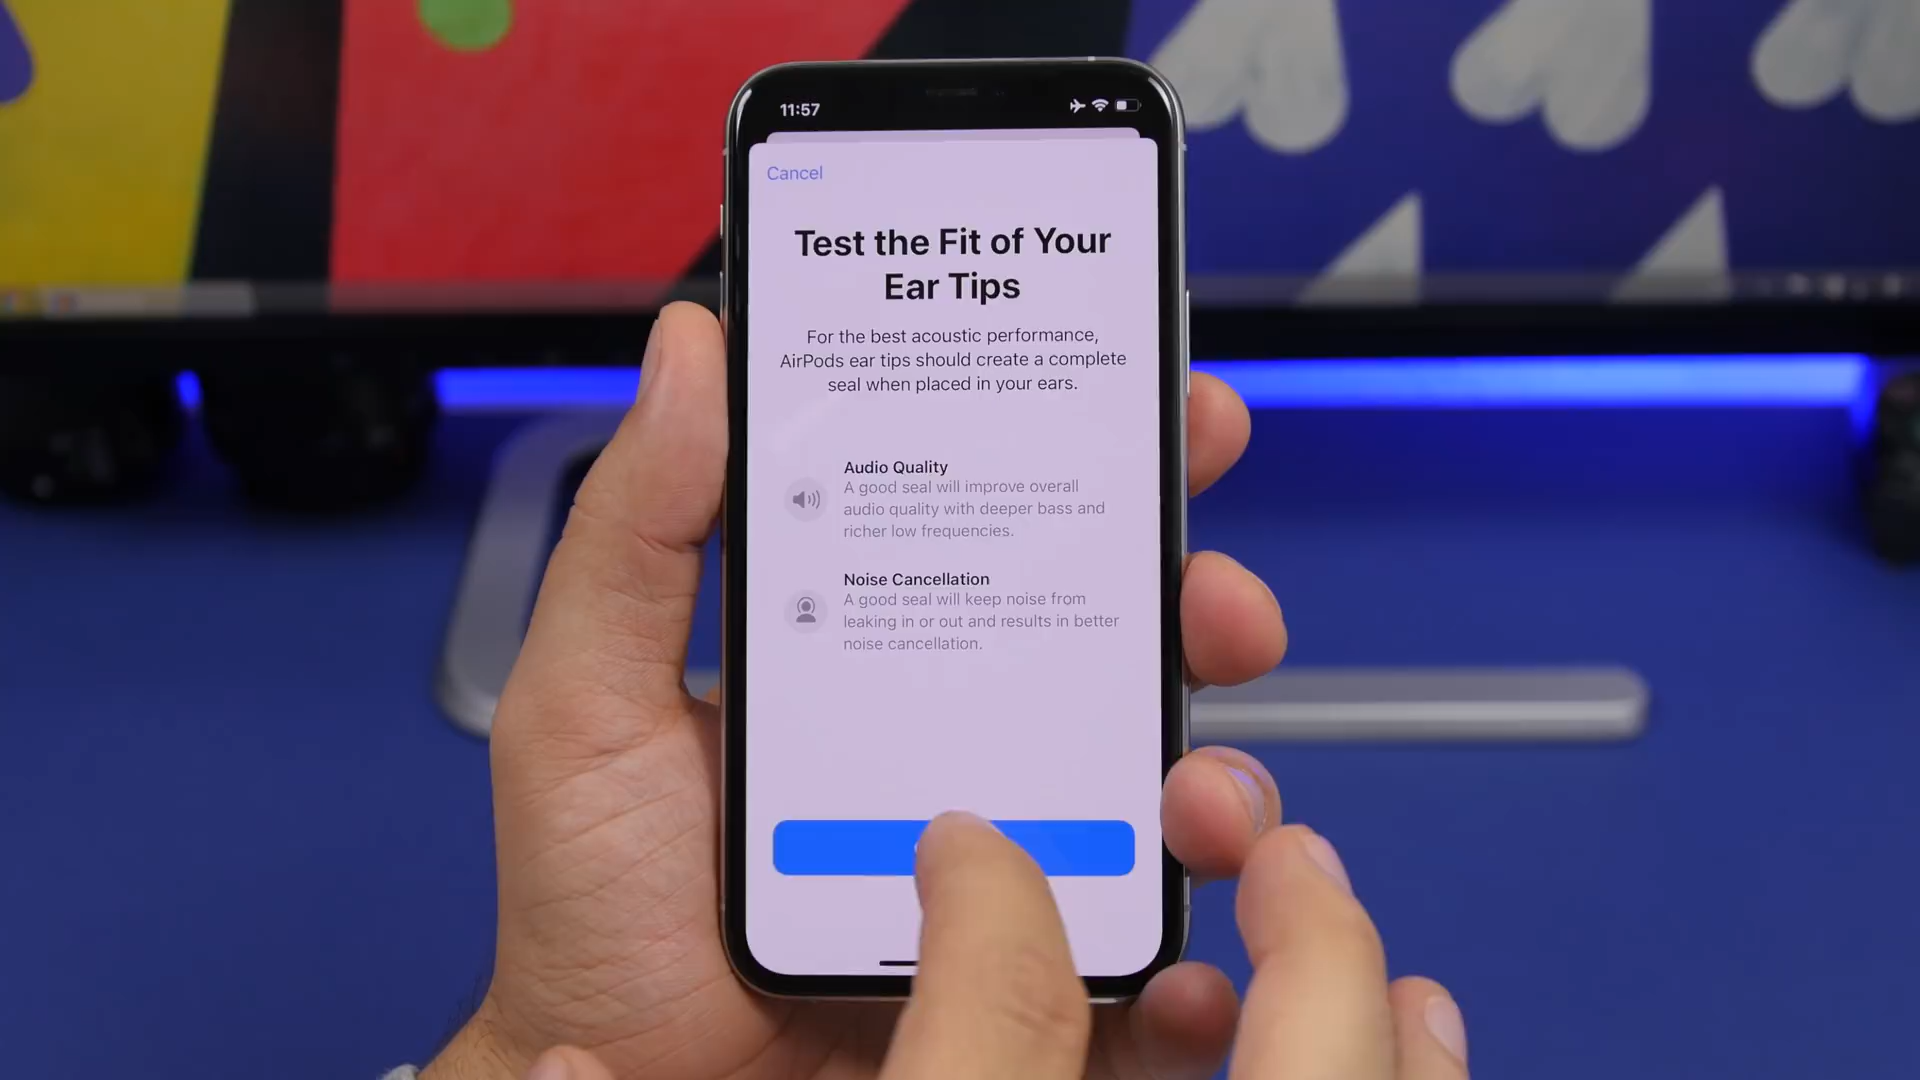 11:57
Cancel
Test the Fit of Your
Ear Tips
For the best acoustic performance,
AirPods ear tips should create a complete
seal when placed in your ears.
Audio Quality
A good seal will improve overall
audio quality with deeper bass and
richer low frequencies.
Noise Cancellation
A good seal will keep noise from
leaking in or out and results in better
noise cancellation.